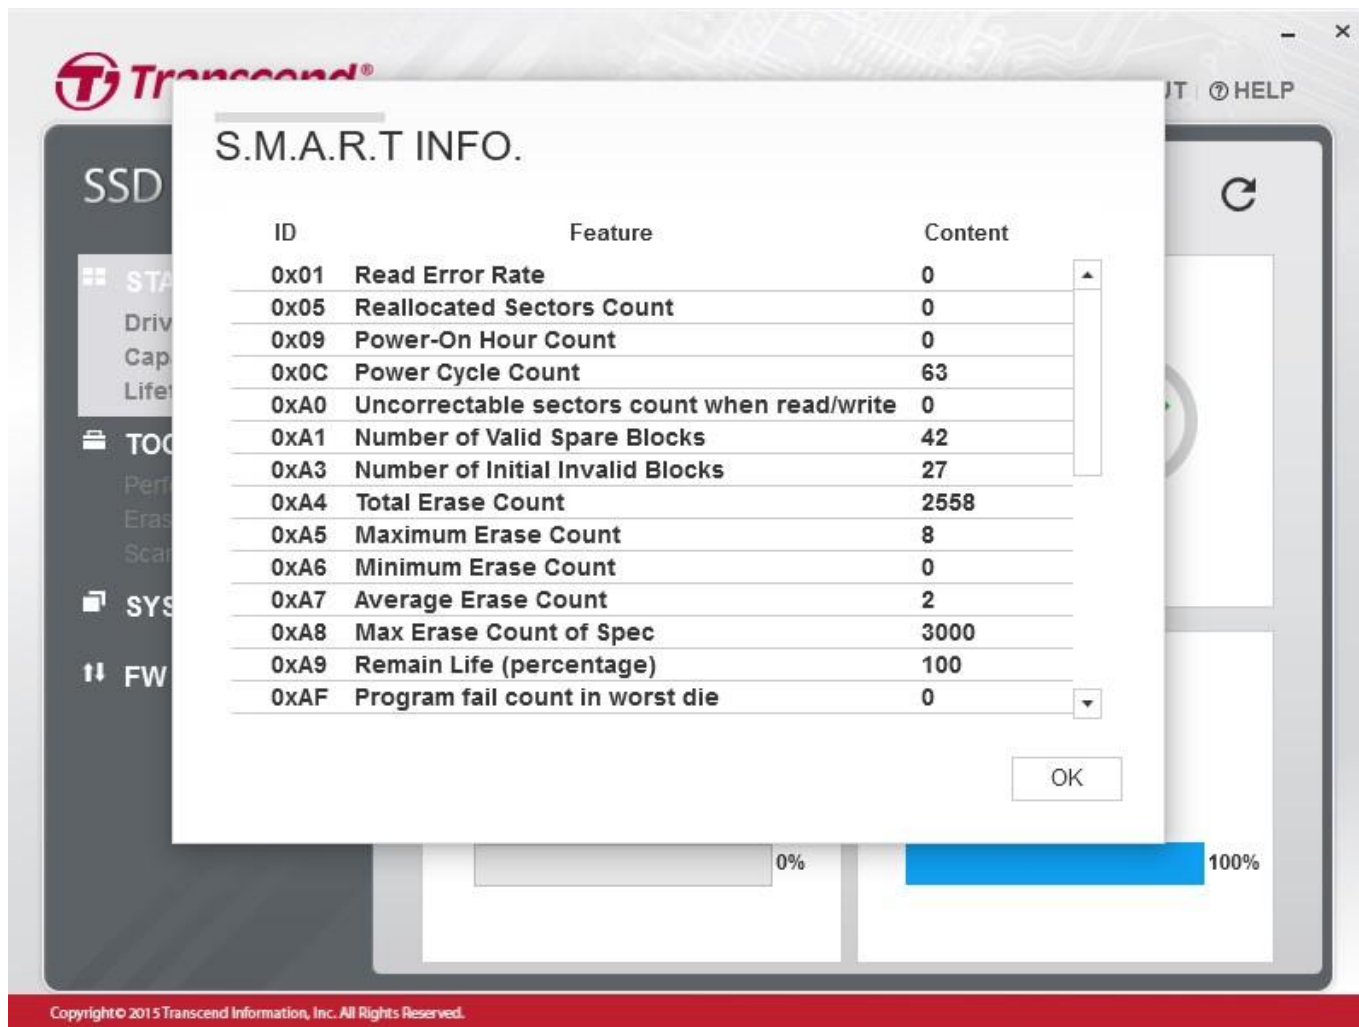 Transcend®
HELP
S.M.A.R.T INFO.
SSD
ID Feature Content
0x01 Read Error Rate 0
0x05 Reallocated Sectors Count 0
0x09 Power-On Hour Count 0
0x0C Power Cycle Count 63
0xA0 Uncorrectable sectors count when read/write 0
0xA1 Number of Valid Spare Blocks 42
0xA3 Number of Initial Invalid Blocks 27
0xA4 Total Erase Count 2558
0xA5 Maximum Erase Count 8
0xA6 Minimum Erase Count 0
0xA7 Average Erase Count 2
0xA8 Max Erase Count of Spec 3000
0xA9 Remain Life (percentage) 100
0xAF Program fail count in worst die 0
FW
OK
0%
100%
Copyright© 2015 Transcend Information, Inc. All Rights Reserved.